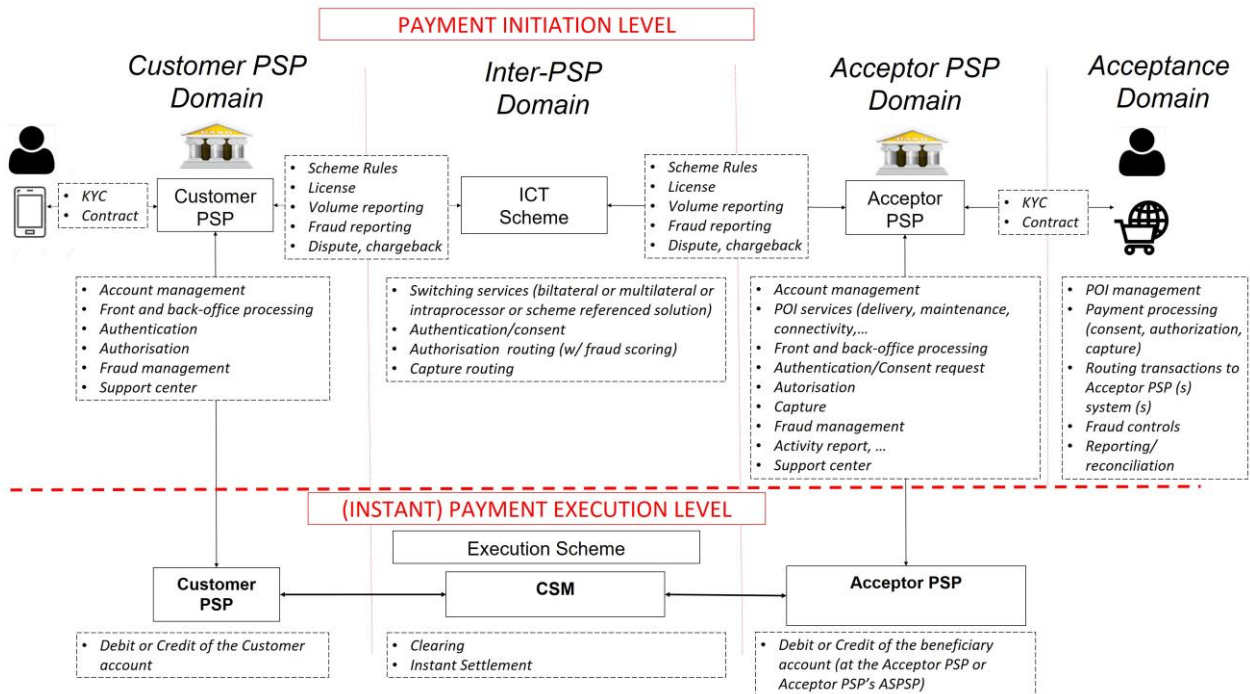 PAYMENT INITIATION LEVEL
Customer PSP
Domain
Inter-PSP
Domain
Acceptor PSP
Domain
Acceptance
Domain
• KYC
• Contract
Customer
PSP
• Scheme Rules
• License
• Volume reporting
• Fraud reporting
• Dispute, chargeback
ICT
Scheme
• Scheme Rules
• License
• Volume reporting
• Fraud reporting
• Dispute, chargeback
Acceptor
PSP
• KYC
• Contract
• Account management
• Front and back-office processing
• Authentication
• Authorisation
• Fraud management
• Support center
• Switching services (biltateral or multilateral or
intraprocessor or scheme referenced solution)
• Authentication/consent
• Authorisation routing (w/ fraud scoring)
• Capture routing
• Account management
• POI services (delivery, maintenance,
connectivity,...
• Front and back-office processing
• Authentication/Consent request
• Autorisation
• Capture
• Fraud management
• Activity report, ...
• Support center
• POI management
• Payment processing
(consent, authorization,
capture)
• Routing transactions to
Acceptor PSP (s)
system (s)
• Fraud controls
• Reporting/
reconciliation
(INSTANT) PAYMENT EXECUTION LEVEL
Execution Scheme
Customer
PSP
CSM
Acceptor PSP
• Debit or Credit of the Customer
account
• Clearing
• Instant Settlement
• Debit or Credit of the beneficiary
account (at the Acceptor PSP or
Acceptor PSP's ASPSP)